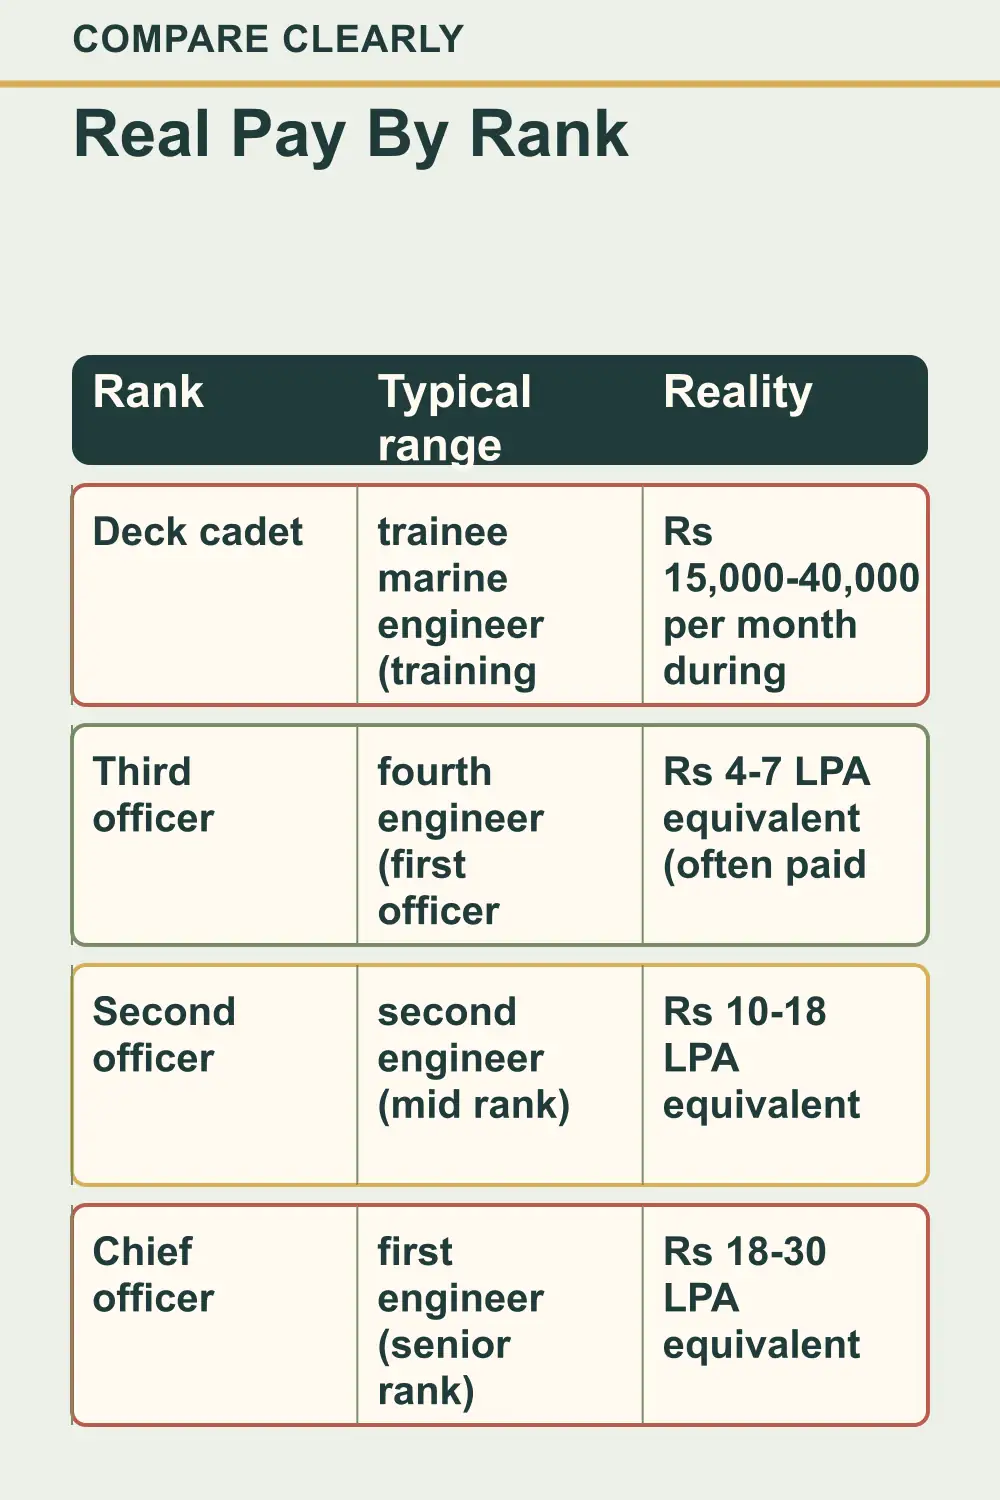 COMPARE CLEARLY
Real Pay By Rank
Rank
Typical
range
Reality
Deck cadet
trainee
marine
engineer
(training
Rs
15,000-40,000
per month
during
Third
officer
fourth
engineer
(first
officer
Rs 4-7 LPA
equivalent
(often paid
Second
officer
second
engineer
(mid rank)
Rs 10-18
LPA
equivalent
Chief
officer
first
engineer
(senior
rank)
Rs 18-30
LPA
equivalent